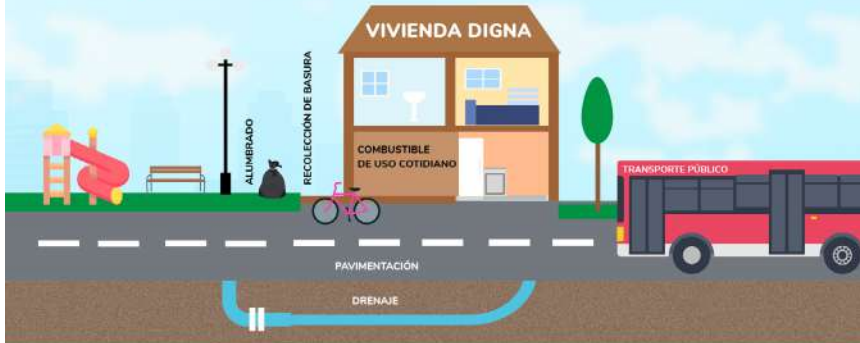 VIVIENDA DIGNA
ALUMBRADO
RECOLECCIÓN DE BASURA
COMBUSTIBLE
DE USO COTIDIANO
TRANSPORTE PÚBLICO
PAVIMENTACIÓN
DRENAJE